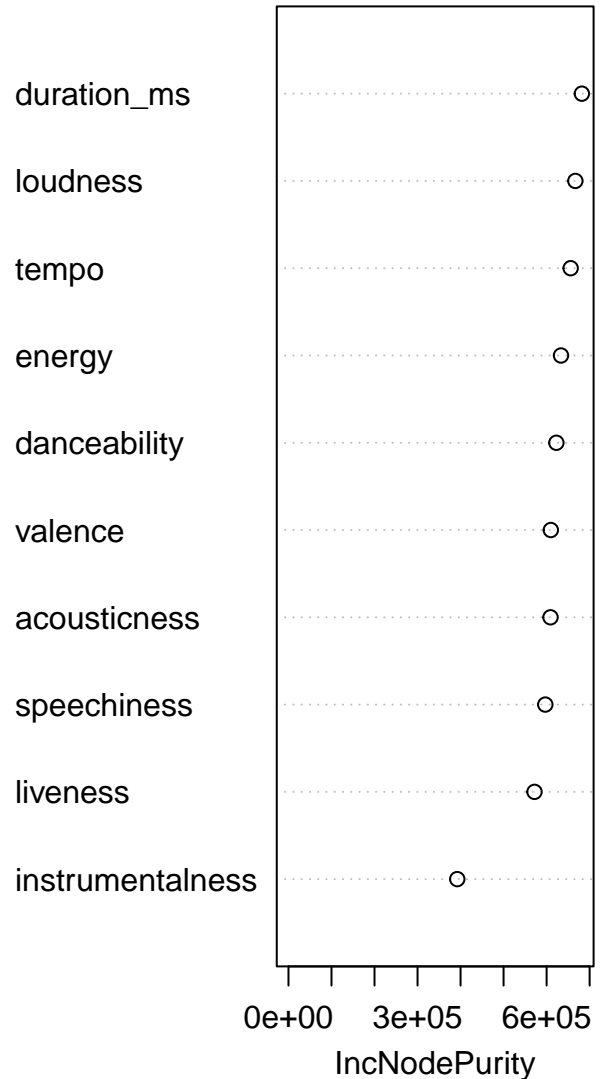 duration_ms
loudness
tempo
energy
danceability
valence
acousticness
speechiness
liveness
instrumentalness
0e+00 3e+05 6e+05
IncNodePurity